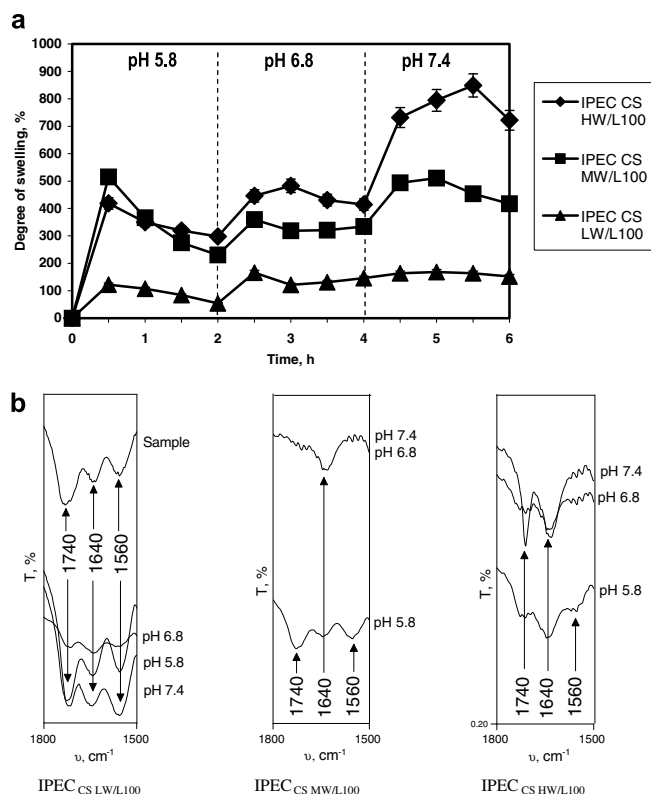 a
1000
900
800
700
600
500
400
300
200
100
0
Degree of swelling, %
pH 5.8
pH 6.8
pH 7.4
0 1 2 3 4 5 6
Time, h
IPEC CS
HW/L100
IPEC CS
MW/L100
IPEC CS
LW/L100
b
T, %
Sample
1740
1640
1560
pH 6.8
pH 5.8
pH 7.4
1800 1500
υ, cm-1
IPEC CS LW/L100
T, %
pH 7.4
pH 6.8
pH 5.8
1740
1640
1560
1800 1500
υ, cm-1
IPEC CS MW/L100
T, %
pH 7.4
pH 6.8
pH 5.8
1740
1640
1560
0.20
1800 1500
υ, cm-1
IPEC CS HW/L100